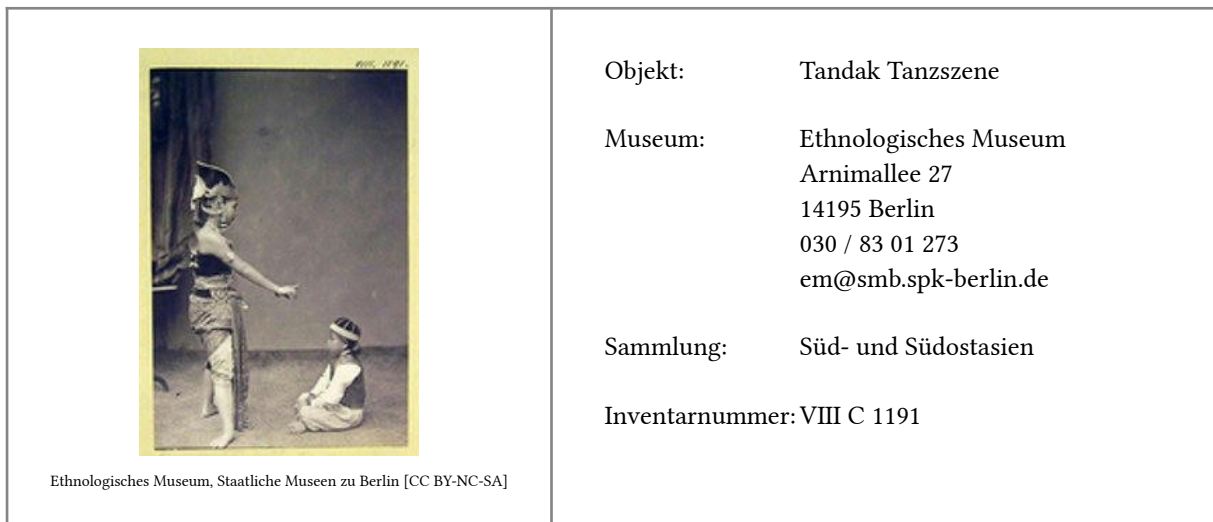 Ethnologisches Museum, Staatliche Museen zu Berlin [CC BY-NC-SA]
Objekt: Tandak Tanzszene
Museum: Ethnologisches Museum
Arnimallee 27
14195 Berlin
030 / 83 01 273
em@smb.spk-berlin.de
Sammlung: Süd- und Südostasien
Inventarnummer: VIII C 1191